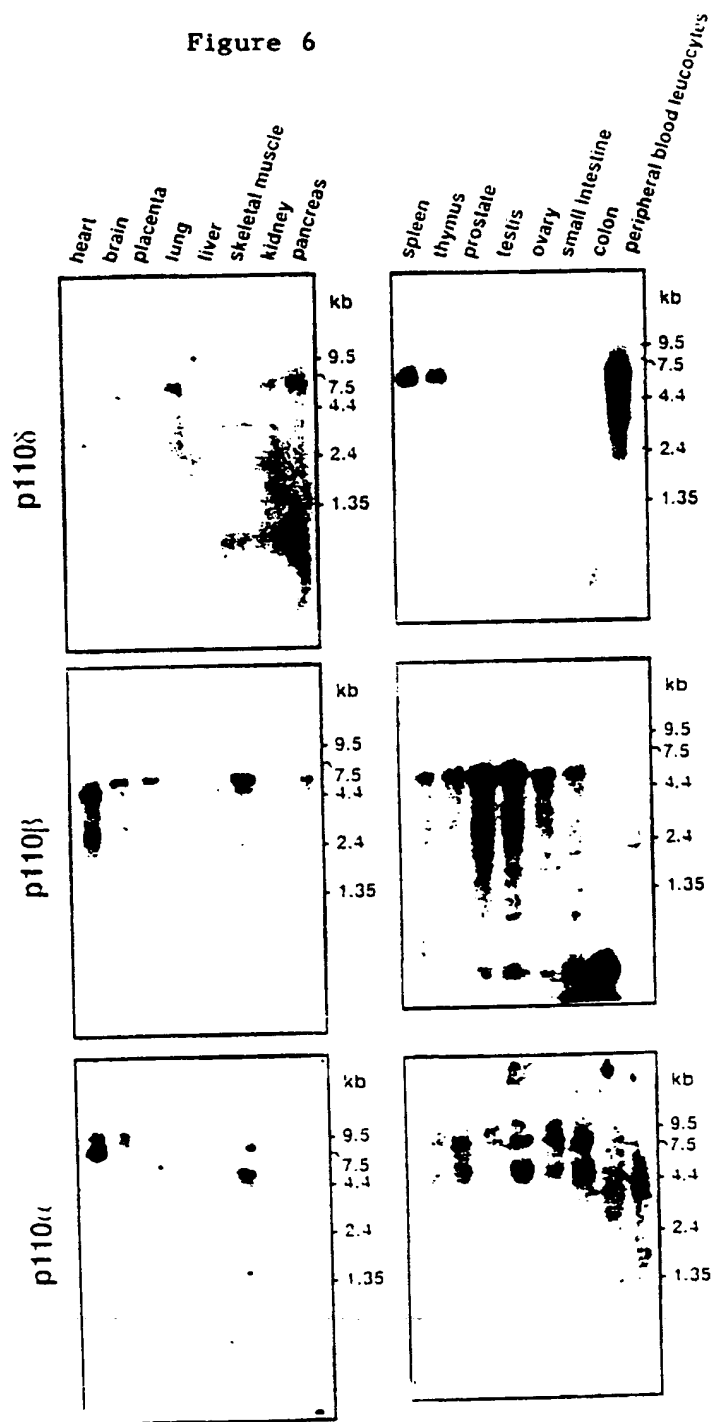 Figure 6
heart
brain
placenta
lung
liver
skeletal muscle
kidney
pancreas
spleen
thymus
prostate
testis
ovary
small Intestine
colon
peripheral blood leucocytes
p110δ
kb
9.5
7.5
4.4
2.4
1.35
kb
9.5
7.5
4.4
2.4
1.35
p110β
kb
9.5
7.5
4.4
2.4
1.35
kb
9.5
7.5
4.4
2.4
1.35
p110α
kb
9.5
7.5
4.4
2.4
1.35
kb
9.5
7.5
4.4
2.4
1.35